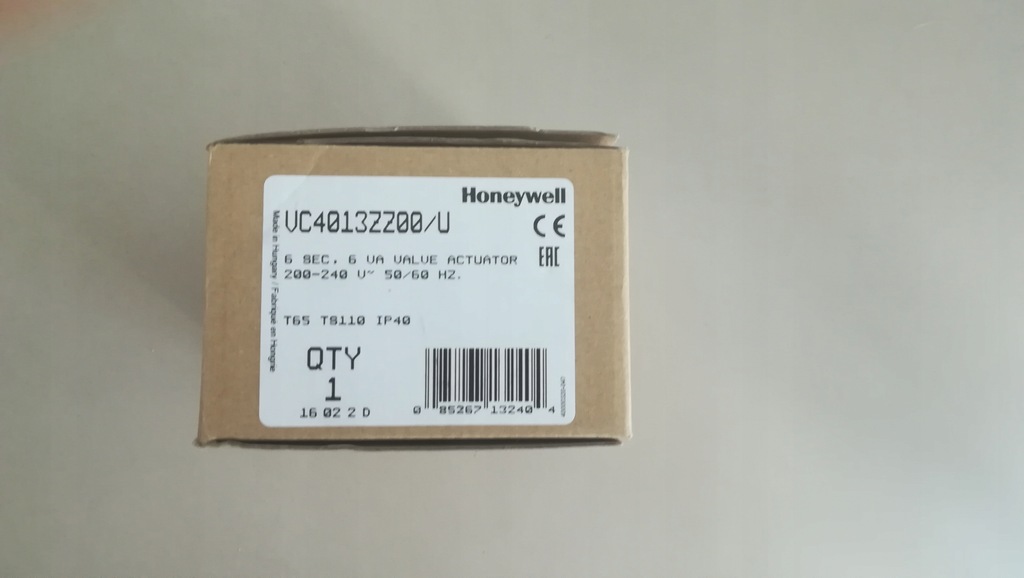 Honeywell
VC4013ZZ00/U
CE
EAC
6 SEC, 6 VA VALVE ACTUATOR
200-240 V~ 50/60 HZ.
T65 TS110 IP40
QTY
1
16 02 2 D
0 85267 13240 4
Made in Hungary / Fabrique en Hongrie